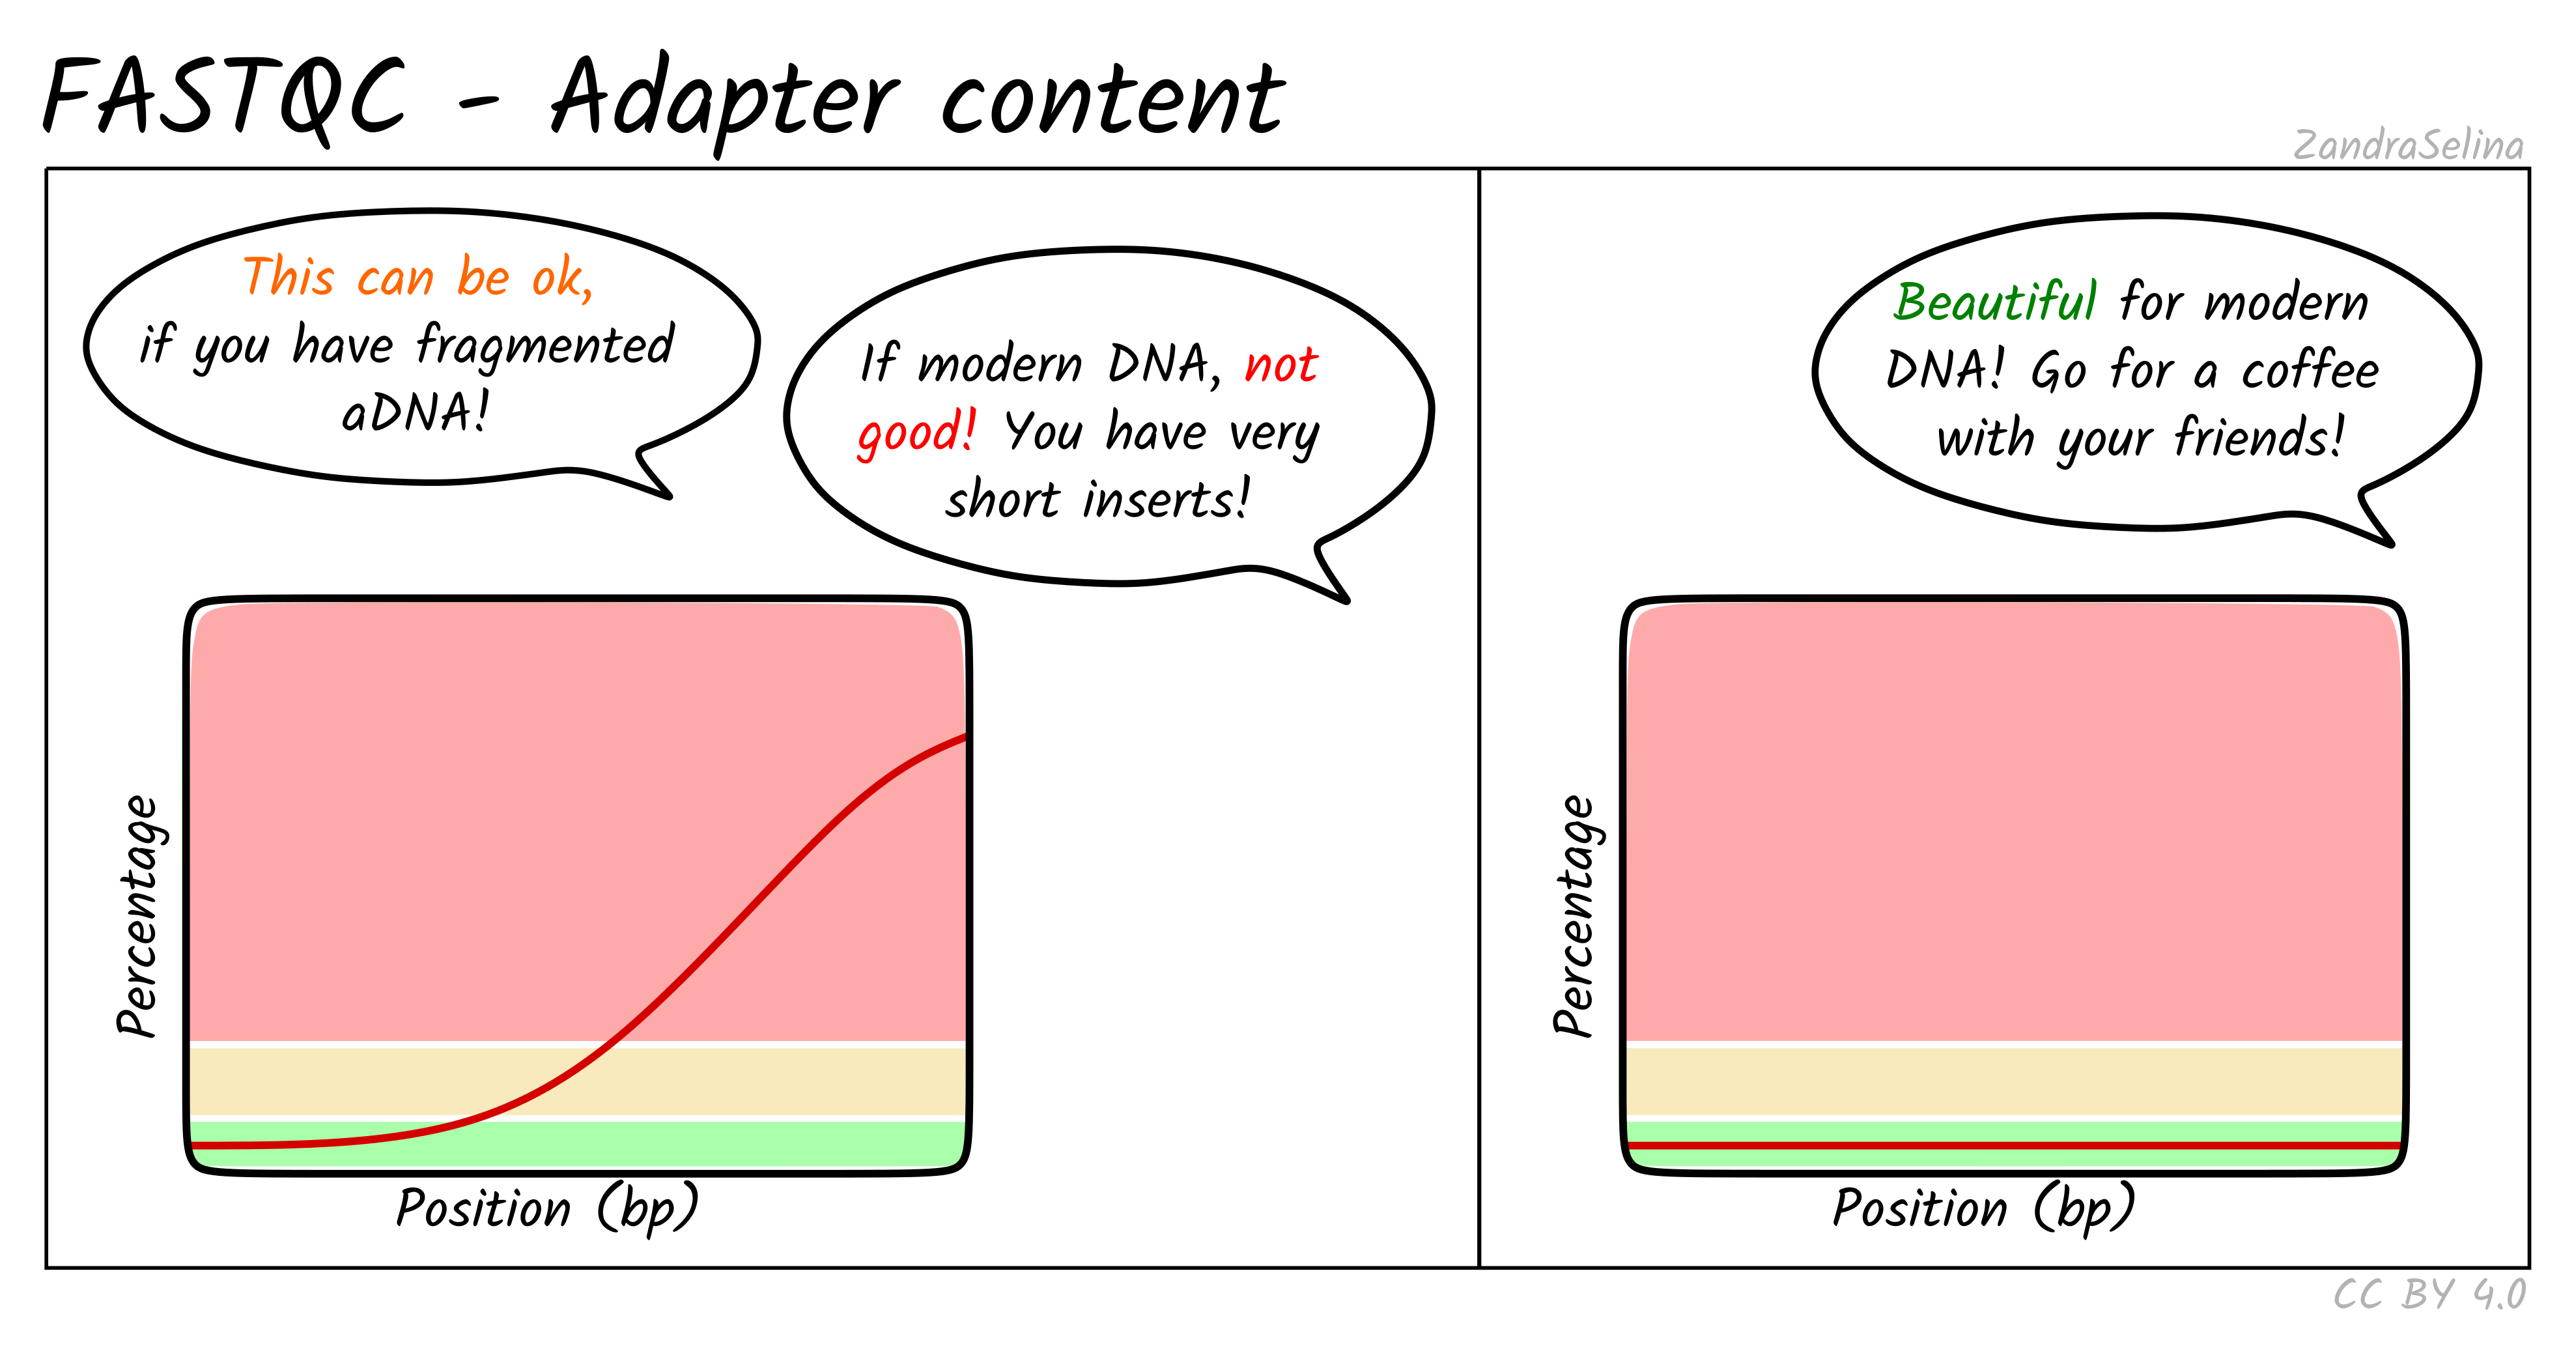 FASTQC - Adapter content
ZandraSelina
This can be ok,
if you have fragmented
aDNA!
If modern DNA, not
good! You have very
short inserts!
Percentage
Position (bp)
Beautiful for modern
DNA! Go for a coffee
with your friends!
Percentage
Position (bp)
CC BY 4.0